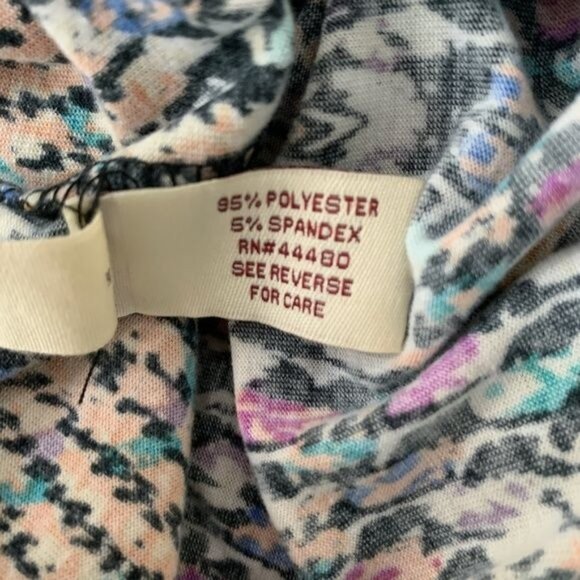 95% POLYESTER
5% SPANDEX
RN#44480
SEE REVERSE
FOR CARE